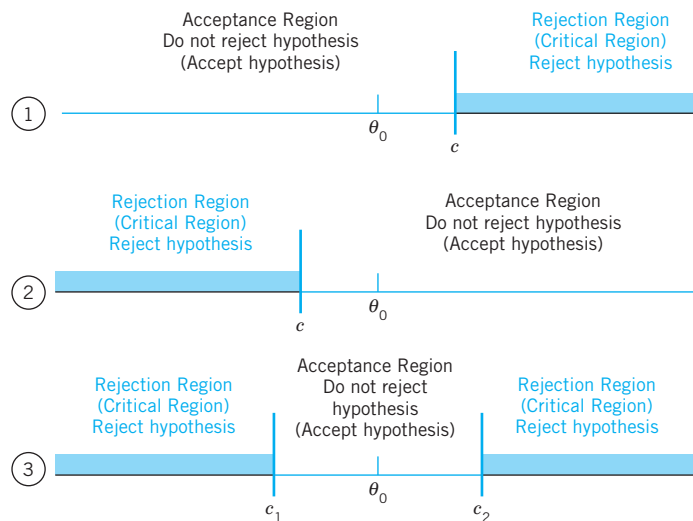 Acceptance Region
Do not reject hypothesis
(Accept hypothesis)
Rejection Region
(Critical Region)
Reject hypothesis
1
θ0
c
Rejection Region
(Critical Region)
Reject hypothesis
Acceptance Region
Do not reject hypothesis
(Accept hypothesis)
2
c
θ0
Rejection Region
(Critical Region)
Reject hypothesis
Acceptance Region
Do not reject
hypothesis
(Accept hypothesis)
Rejection Region
(Critical Region)
Reject hypothesis
3
c1
θ0
c2